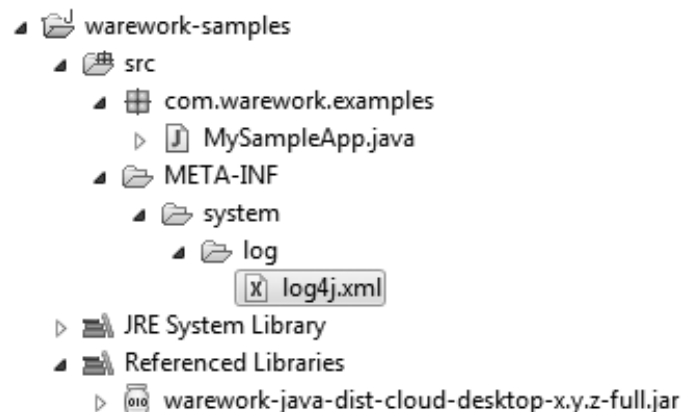 warework-samples
src
com.warework.examples
MySampleApp.java
META-INF
system
log
log4j.xml
JRE System Library
Referenced Libraries
warework-java-dist-cloud-desktop-x.y.z-full.jar